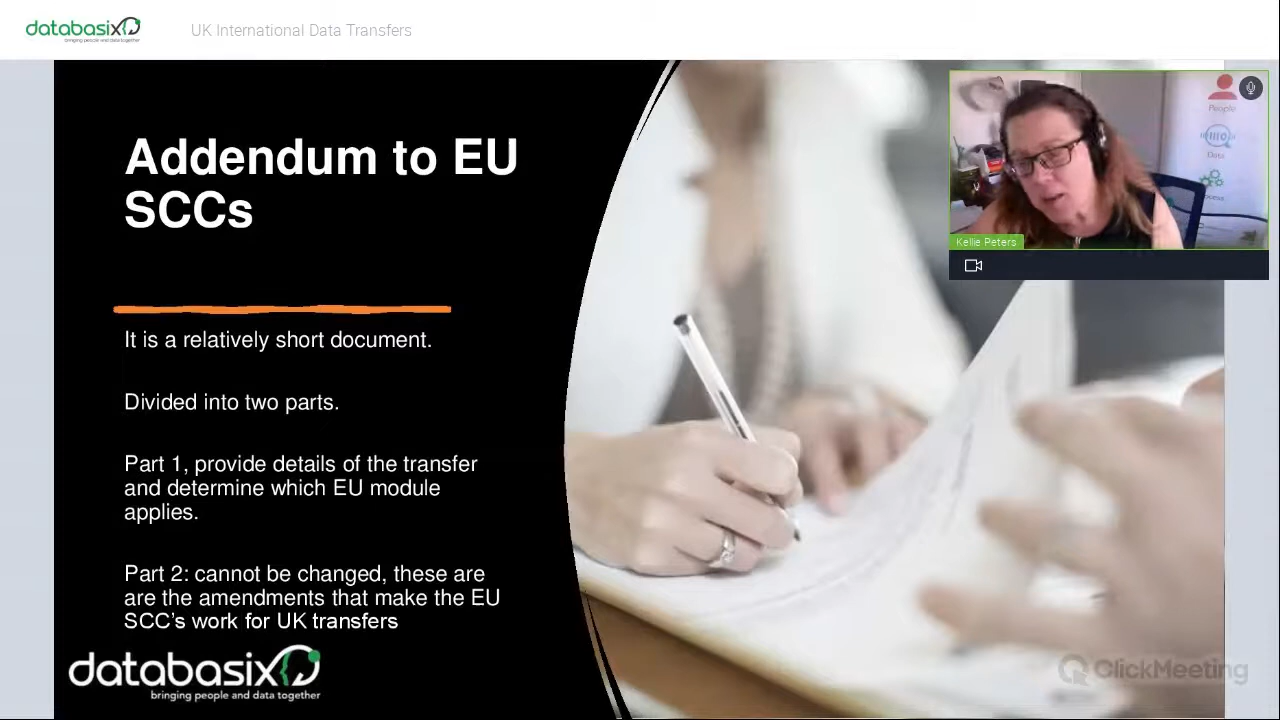 databasix
bringing people and data together
UK International Data Transfers
Addendum to EU
SCCs
It is a relatively short document.
Divided into two parts.
Part 1, provide details of the transfer
and determine which EU module
applies.
Part 2: cannot be changed, these are
are the amendments that make the EU
SCC's work for UK transfers
databasix
bringing people and data together
People
Data
Kellie Peters
ClickMeeting